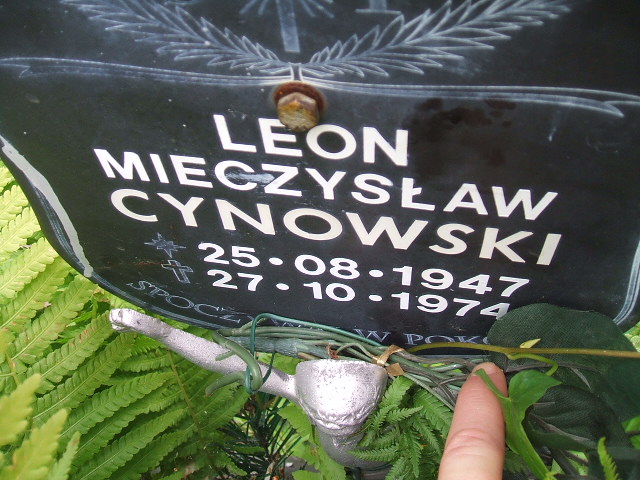 LEON
MIECZYSŁAW
CYNOWSKI
25 • 08 • 1947
27 • 10 • 1974
W